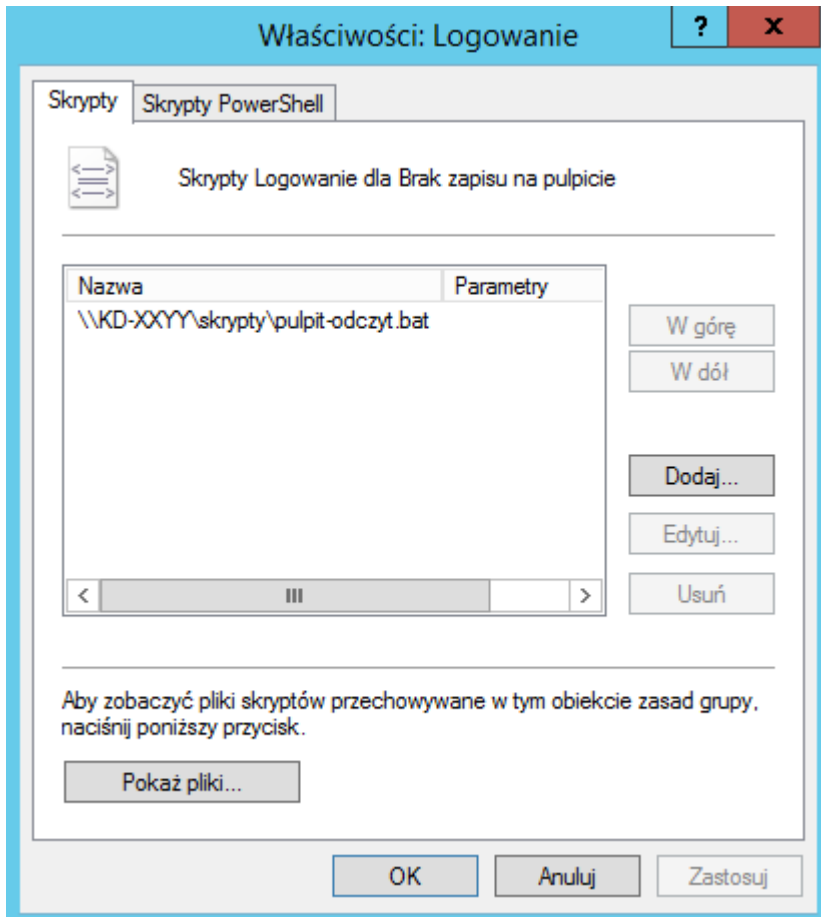 Właściwości: Logowanie
?
x
Skrypty
Skrypty PowerShell
Skrypty Logowanie dla Brak zapisu na pulpicie
Nazwa
Parametry
\\KD-XXYY\skrypty\pulpit-odczyt.bat
W górę
W dół
Dodaj...
Edytuj...
Usuń
Aby zobaczyć pliki skryptów przechowywane w tym obiekcie zasad grupy,
naciśnij poniższy przycisk.
Pokaż pliki...
OK
Anuluj
Zastosuj